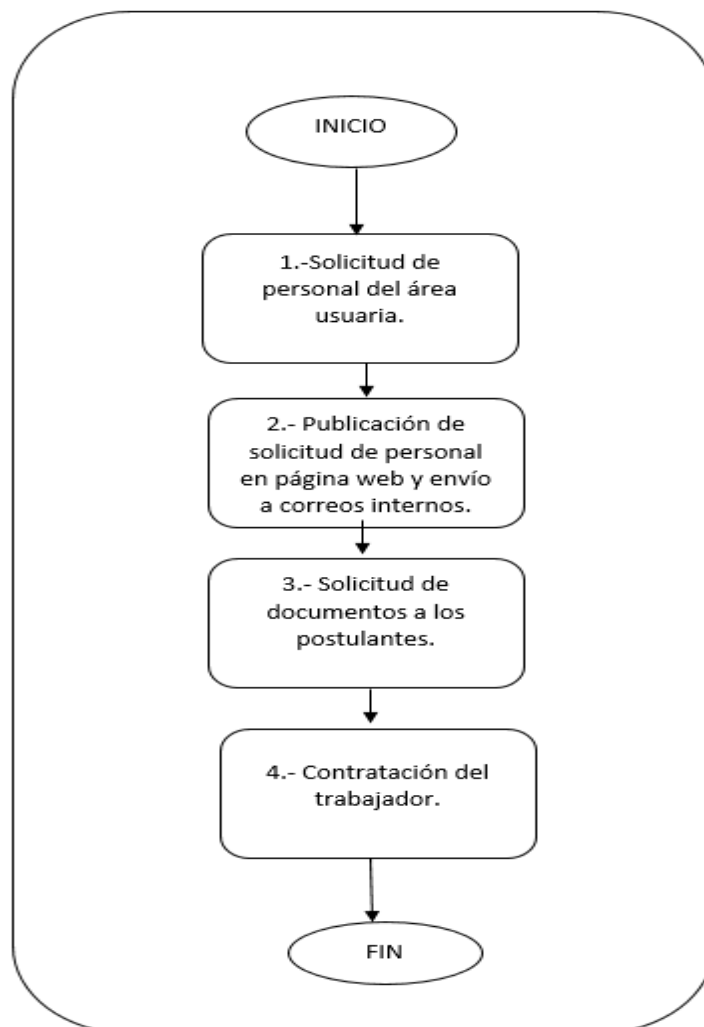 INICIO
1.-Solicitud de
personal del área
usuaria.
2.- Publicación de
solicitud de personal
en página web y envío
a correos internos.
3.- Solicitud de
documentos a los
postulantes.
4.- Contratación del
trabajador.
FIN